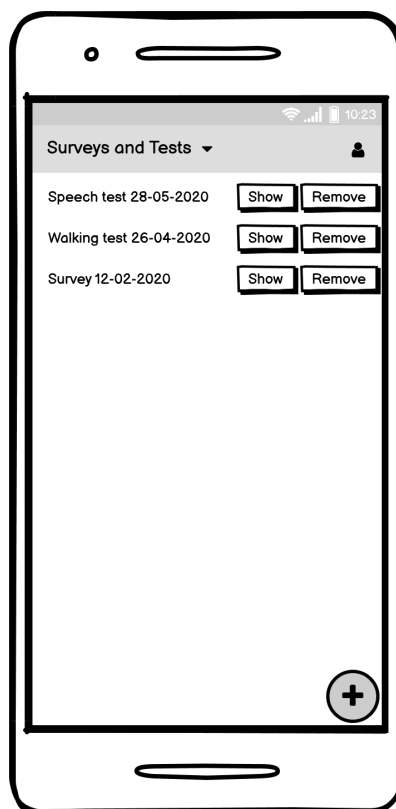 10:23
Surveys and Tests
Speech test 28-05-2020 Show Remove
Walking test 26-04-2020 Show Remove
Survey 12-02-2020 Show Remove